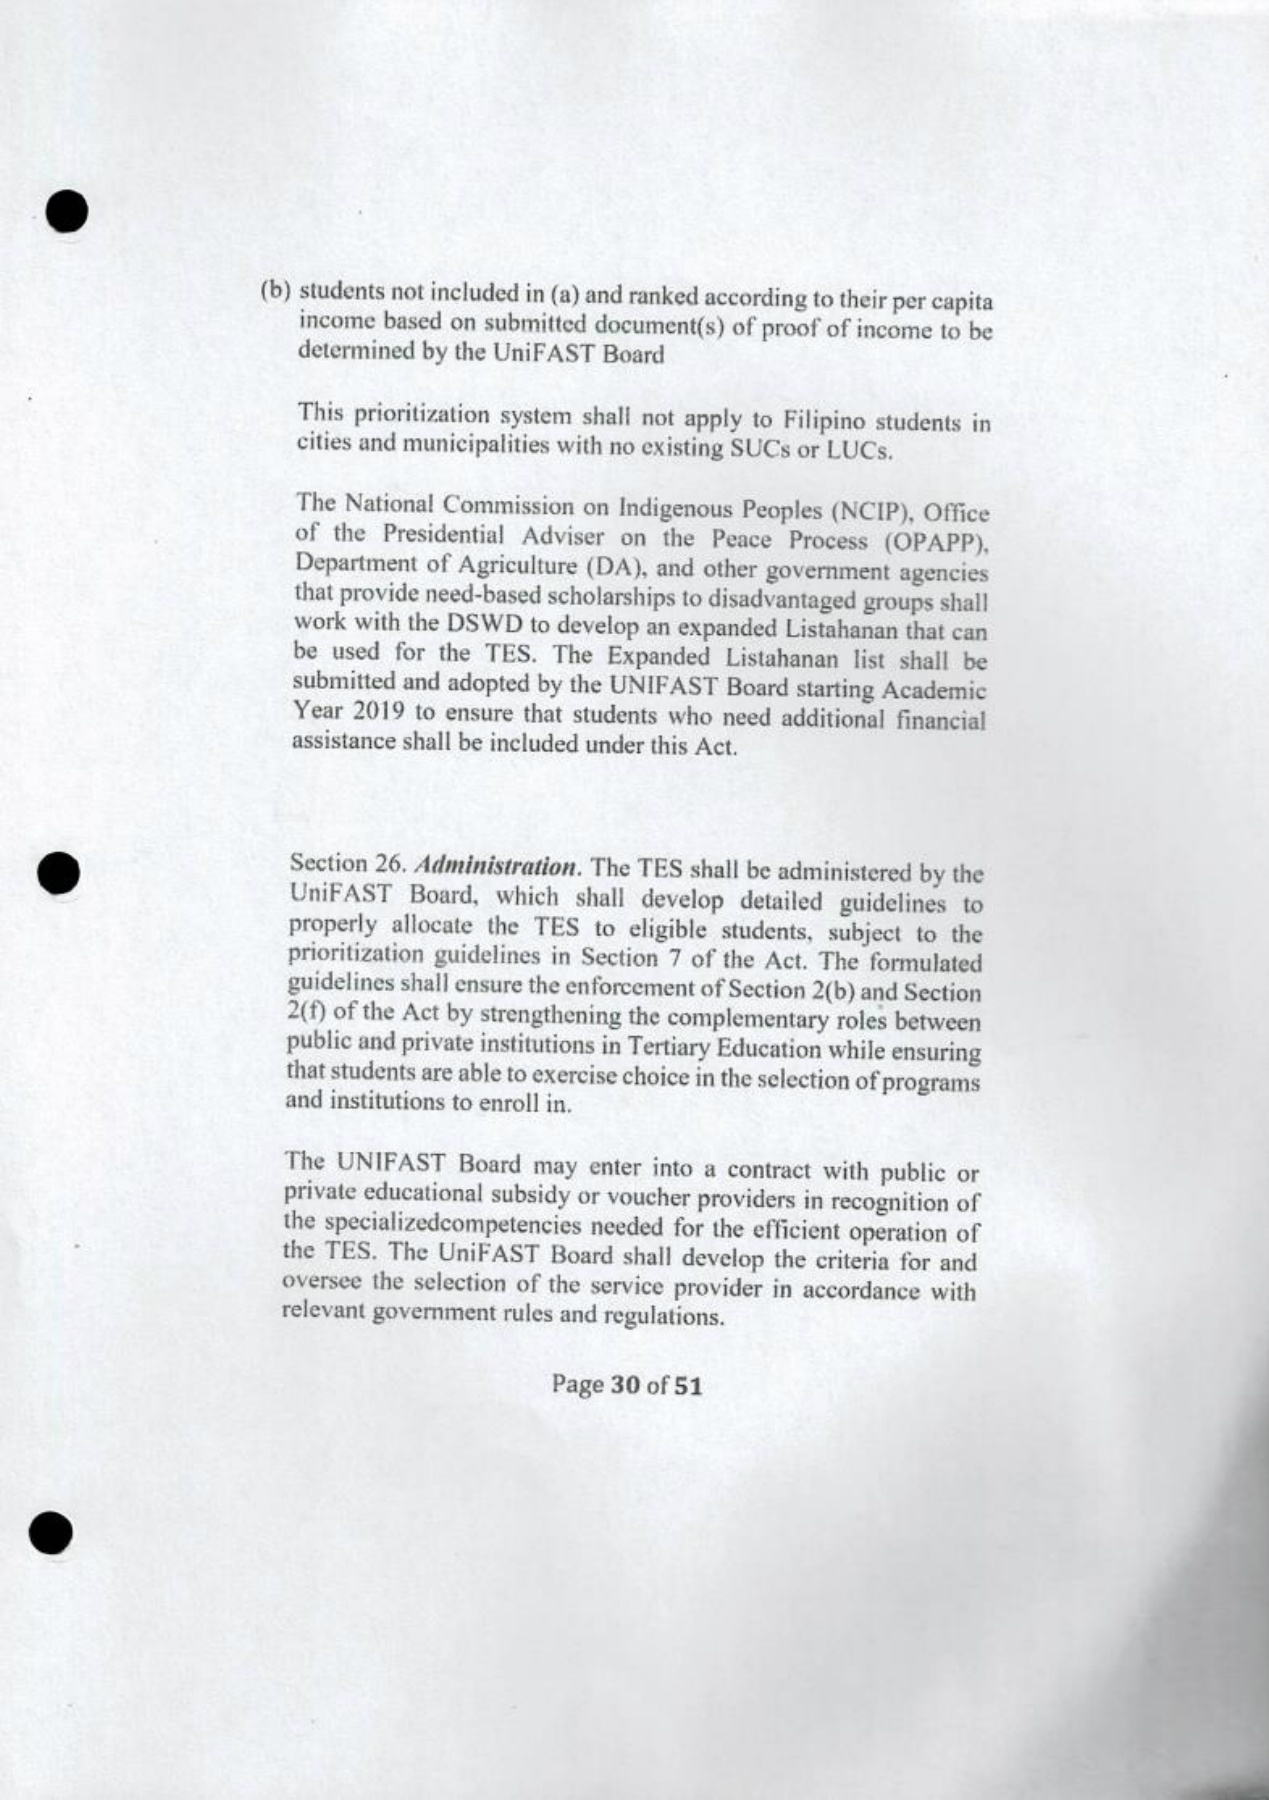 (b) students not included in (a) and ranked according to their per capita
income based on submitted document(s) of proof of income to be
determined by the UniFAST Board
This prioritization system shall not apply to Filipino students in
cities and municipalities with no existing SUCs or LUCs.
The National Commission on Indigenous Peoples (NCIP), Office
of the Presidential Adviser on the Peace Process (OPAPP),
Department of Agriculture (DA), and other government agencies
that provide need-based scholarships to disadvantaged groups shall
work with the DSWD to develop an expanded Listahanan that can
be used for the TES. The Expanded Listahanan list shall be
submitted and adopted by the UNIFAST Board starting Academic
Year 2019 to ensure that students who need additional financial
assistance shall be included under this Act.
Section 26. Administration. The TES shall be administered by the
UniFAST Board, which shall develop detailed guidelines to
properly allocate the TES to eligible students, subject to the
prioritization guidelines in Section 7 of the Act. The formulated
guidelines shall ensure the enforcement of Section 2(b) and Section
2(f) of the Act by strengthening the complementary roles between
public and private institutions in Tertiary Education while ensuring
that students are able to exercise choice in the selection of programs
and institutions to enroll in.
The UNIFAST Board may enter into a contract with public or
private educational subsidy or voucher providers in recognition of
the specializedcompetencies needed for the efficient operation of
the TES. The UniFAST Board shall develop the criteria for and
oversee the selection of the service provider in accordance with
relevant government rules and regulations.
Page 30 of 51